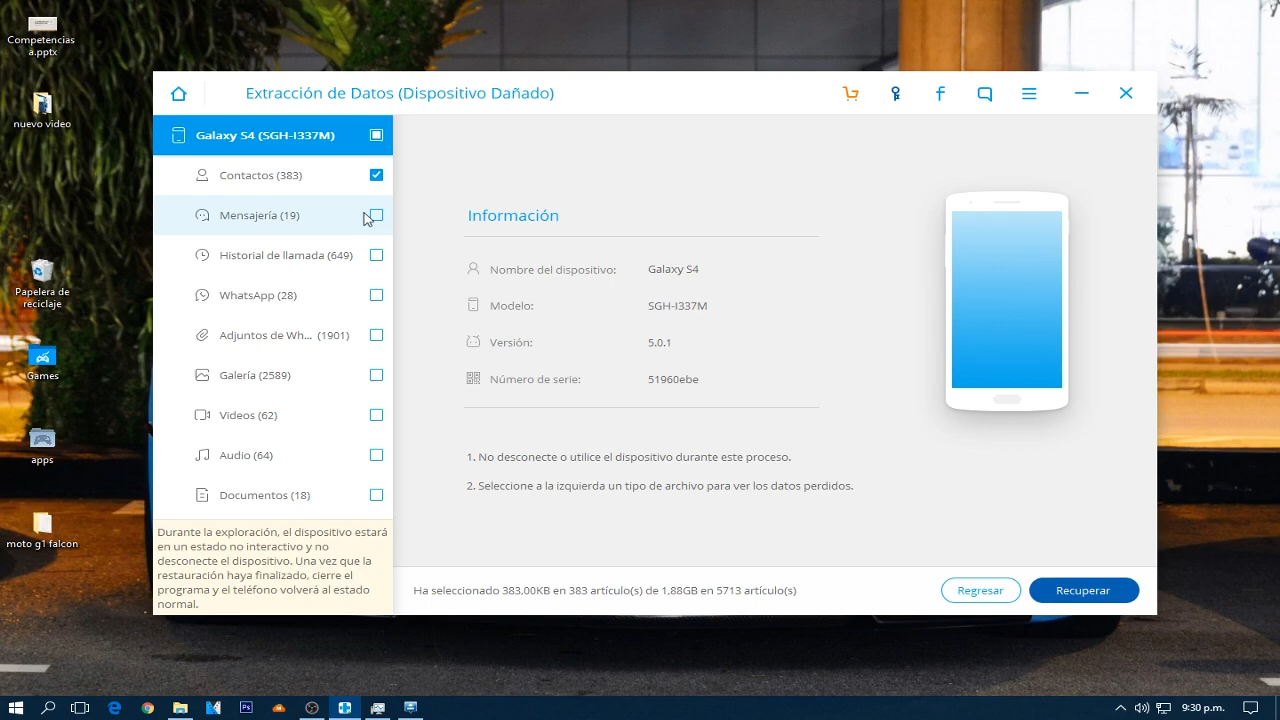 Competencias
a.pptx
nuevo video
Papelera de
reciclaje
Games
apps
moto g1 falcon
Extracción de Datos (Dispositivo Dañado)
Galaxy S4 (SGH-I337M)
Contactos (383)
Mensajería (19)
Historial de llamada (649)
WhatsApp (28)
Adjuntos de Wh... (1901)
Galería (2589)
Videos (62)
Audio (64)
Documentos (18)
Durante la exploración, el dispositivo estará
en un estado no interactivo y no
desconecte el dispositivo. Una vez que la
restauración haya finalizado, cierre el
programa y el teléfono volverá al estado
normal.
Información
Nombre del dispositivo: Galaxy S4
Modelo: SGH-I337M
Versión: 5.0.1
Número de serie: 51960ebe
1. No desconecte o utilice el dispositivo durante este proceso.
2. Seleccione a la izquierda un tipo de archivo para ver los datos perdidos.
Ha seleccionado 383,00KB en 383 artículo(s) de 1,88GB en 5713 artículo(s)
Regresar
Recuperar
9:30 p.m.